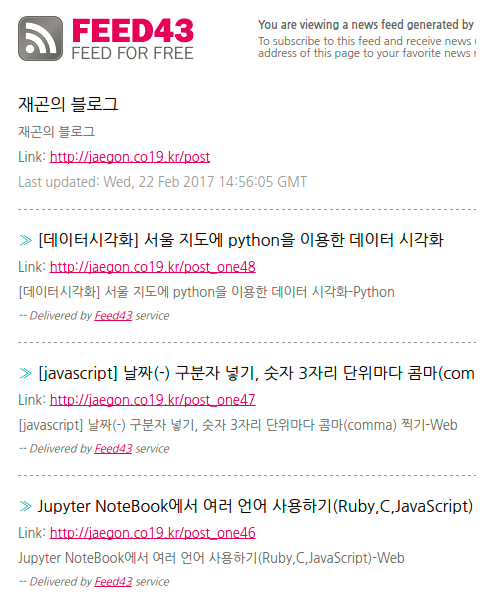 FEED43
FEED FOR FREE
You are viewing a news feed generated by
To subscribe to this feed and receive news
address of this page to your favorite news
재곤의 블로그
재곤의 블로그
Link: http://jaegon.co19.kr/post
Last updated: Wed, 22 Feb 2017 14:56:05 GMT
≫ [데이터시각화] 서울 지도에 python을 이용한 데이터 시각화
Link: http://jaegon.co19.kr/post_one48
[데이터시각화] 서울 지도에 python을 이용한 데이터 시각화-Python
-- Delivered by Feed43 service
≫ [javascript] 날짜(-) 구분자 넣기, 숫자 3자리 단위마다 콤마(com
Link: http://jaegon.co19.kr/post_one47
[javascript] 날짜(-) 구분자 넣기, 숫자 3자리 단위마다 콤마(comma) 찍기-Web
-- Delivered by Feed43 service
≫ Jupyter NoteBook에서 여러 언어 사용하기(Ruby,C,JavaScript)
Link: http://jaegon.co19.kr/post_one46
Jupyter NoteBook에서 여러 언어 사용하기(Ruby,C,JavaScript)-Web
-- Delivered by Feed43 service